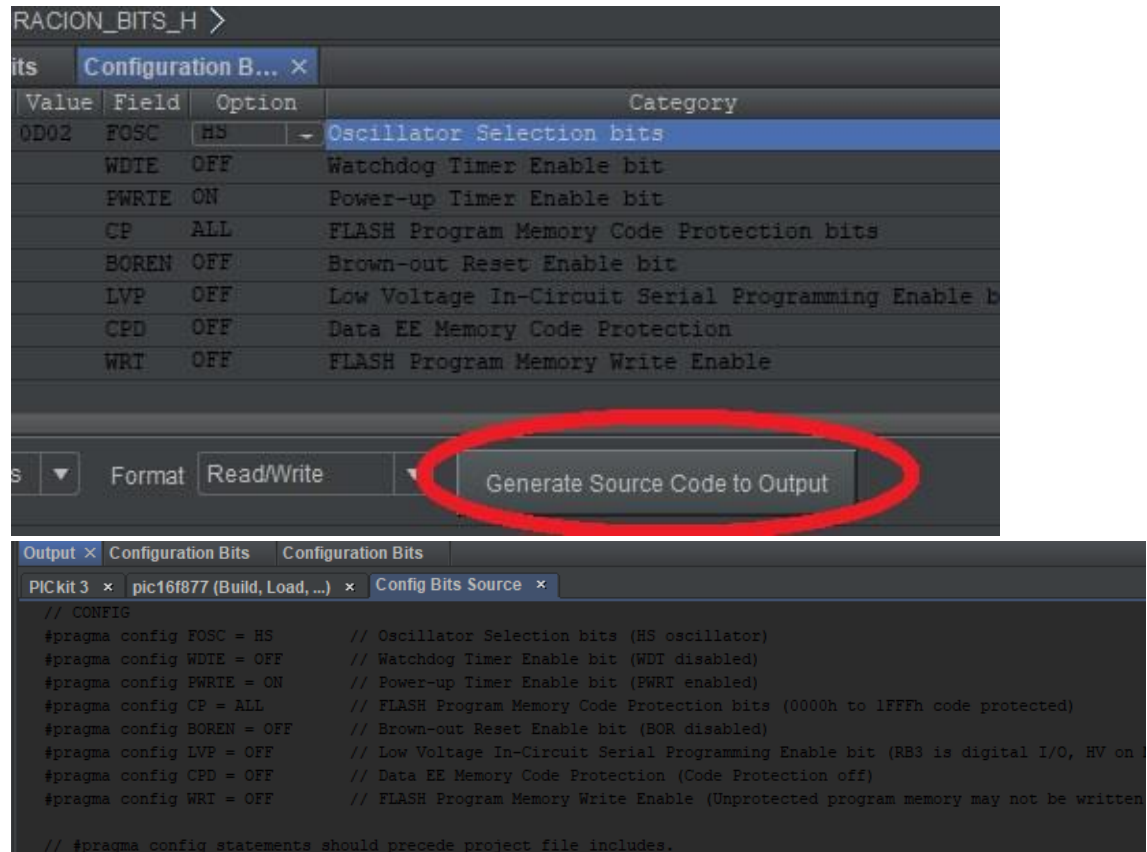 RACION_BITS_H >
its Configuration B... ×
Value Field Option Category
0D02 FOSC HS Oscillator Selection bits
WDTE OFF Watchdog Timer Enable bit
PWRTE ON Power-up Timer Enable bit
CP ALL FLASH Program Memory Code Protection bits
BOREN OFF Brown-out Reset Enable bit
LVP OFF Low Voltage In-Circuit Serial Programming Enable b
CPD OFF Data EE Memory Code Protection
WRT OFF FLASH Program Memory Write Enable
s Format Read/Write Generate Source Code to Output
Output × Configuration Bits Configuration Bits
PICkit 3 × pic16f877 (Build, Load, ...) × Config Bits Source ×
// CONFIG
#pragma config FOSC = HS // Oscillator Selection bits (HS oscillator)
#pragma config WDTE = OFF // Watchdog Timer Enable bit (WDT disabled)
#pragma config PWRTE = ON // Power-up Timer Enable bit (PWRT enabled)
#pragma config CP = ALL // FLASH Program Memory Code Protection bits (0000h to 1FFFh code protected)
#pragma config BOREN = OFF // Brown-out Reset Enable bit (BOR disabled)
#pragma config LVP = OFF // Low Voltage In-Circuit Serial Programming Enable bit (RB3 is digital I/O, HV on
#pragma config CPD = OFF // Data EE Memory Code Protection (Code Protection off)
#pragma config WRT = OFF // FLASH Program Memory Write Enable (Unprotected program memory may not be written
// #pragma config statements should precede project file includes.